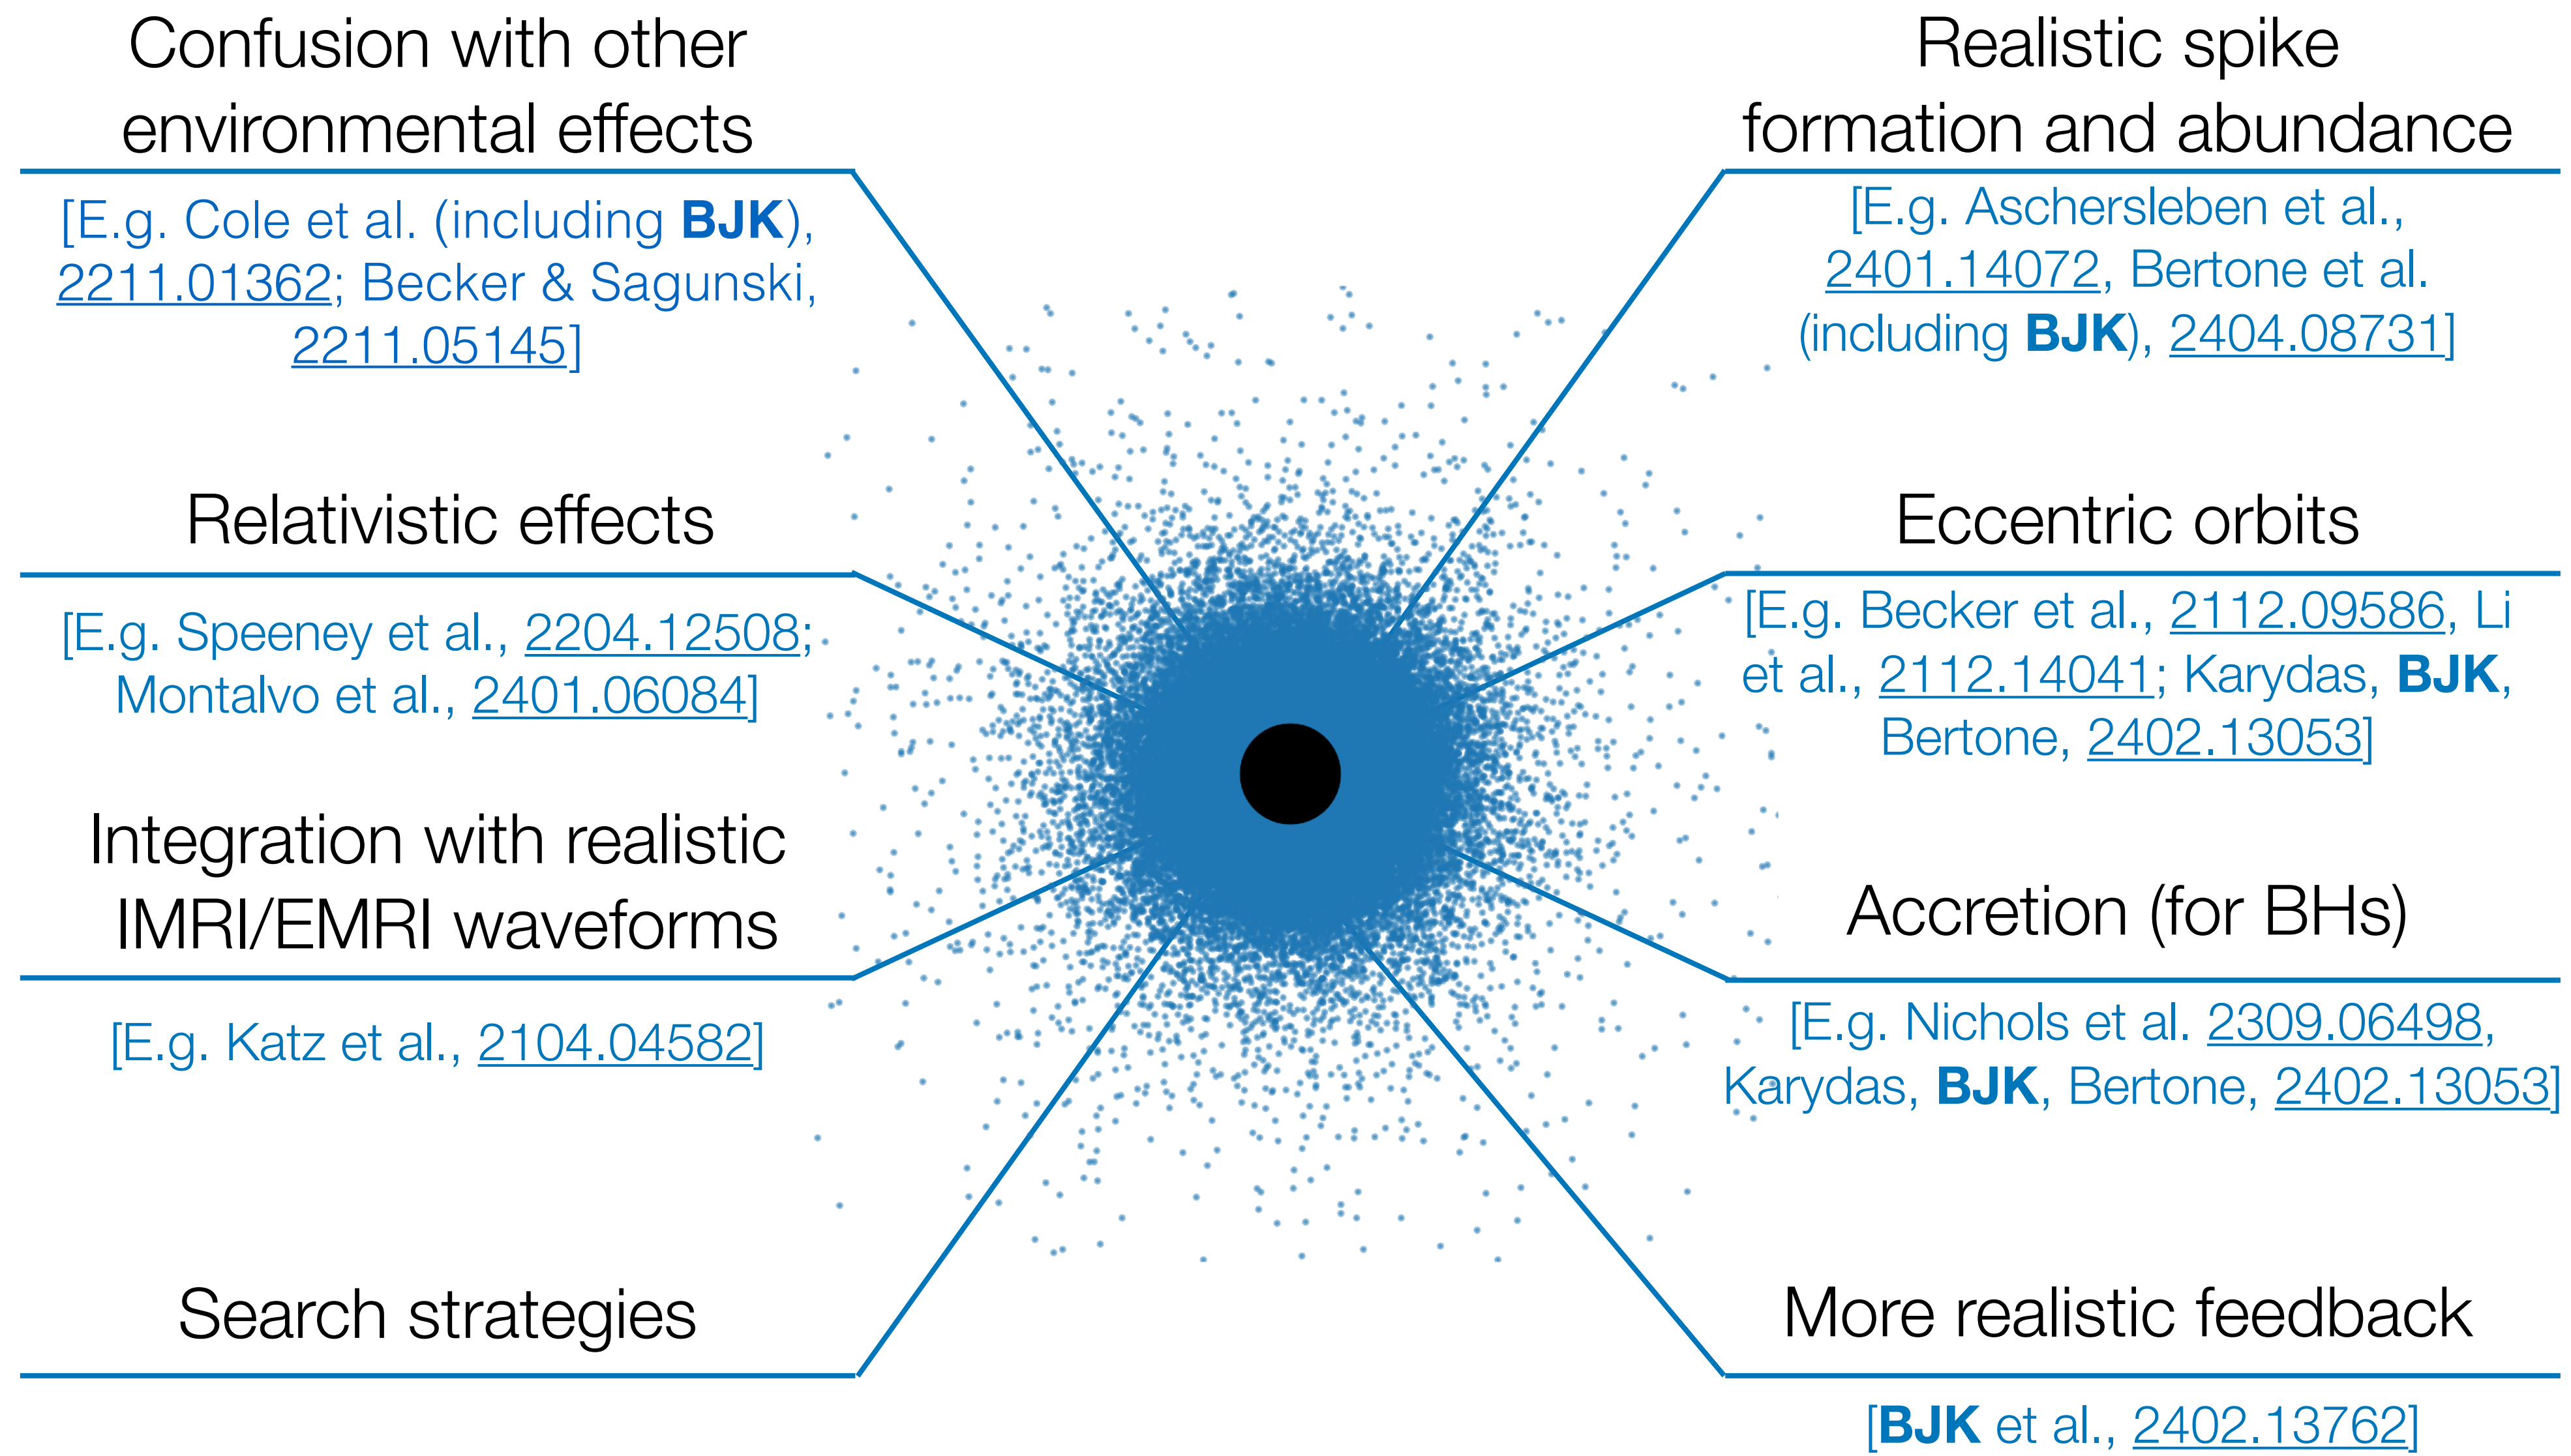 Confusion with other
environmental effects
[E.g. Cole et al. (including BJK),
2211.01362; Becker & Sagunski,
2211.05145]
Relativistic effects
[E.g. Speeney et al., 2204.12508;
Montalvo et al., 2401.06084]
Integration with realistic
IMRI/EMRI waveforms
[E.g. Katz et al., 2104.04582]
Search strategies
Realistic spike
formation and abundance
[E.g. Aschersleben et al.,
2401.14072, Bertone et al.
(including BJK), 2404.08731]
Eccentric orbits
[E.g. Becker et al., 2112.09586, Li
et al., 2112.14041; Karydas, BJK,
Bertone, 2402.13053]
Accretion (for BHs)
[E.g. Nichols et al. 2309.06498,
Karydas, BJK, Bertone, 2402.13053]
More realistic feedback
[BJK et al., 2402.13762]